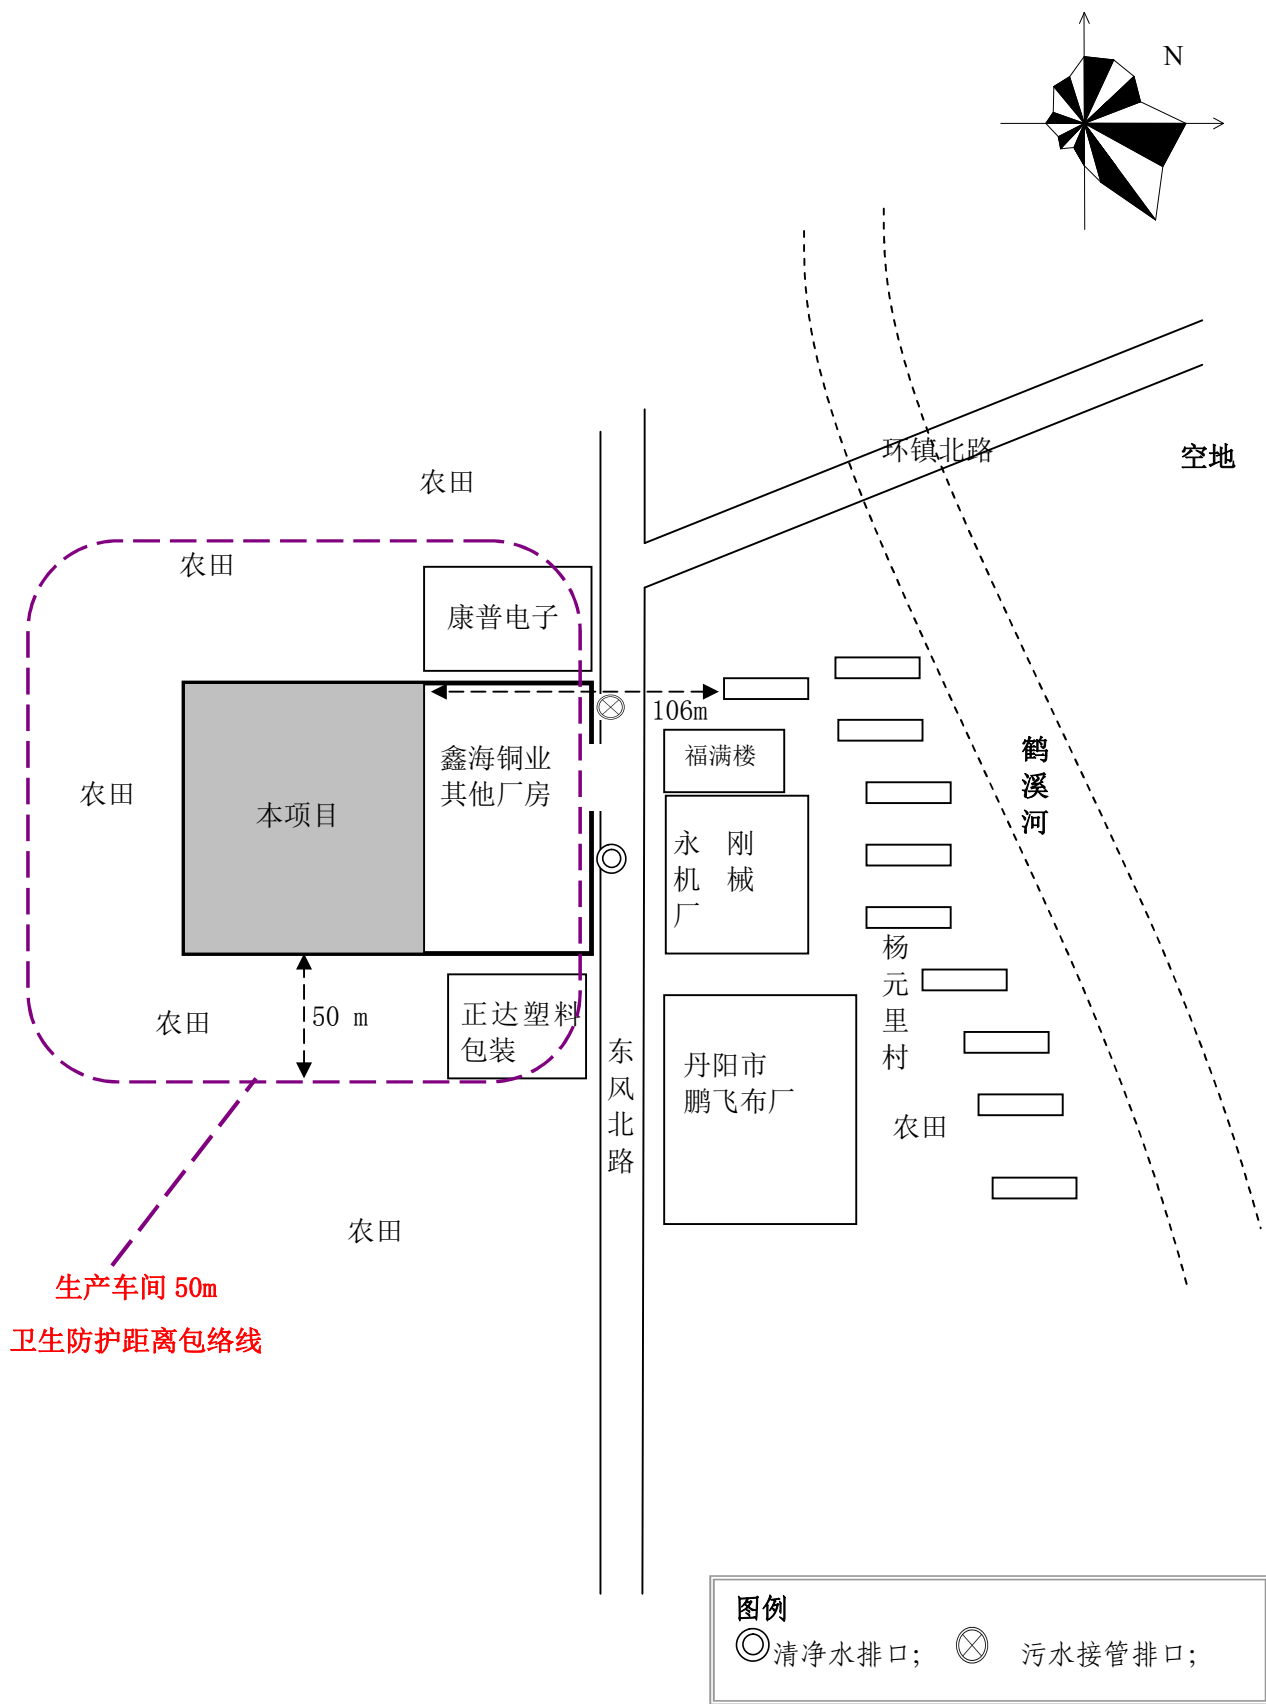 N
环镇北路
空地
农田
农田
康普电子
106m
福满楼
鑫海铜业
其他厂房
鹤溪河
农田
本项目
永 刚
机 械
厂
杨元里村
农田
50 m
正达塑料
包装
东风北路
丹阳市
鹏飞布厂
农田
农田
生产车间 50m
卫生防护距离包络线
图例
清净水排口； 污水接管排口；